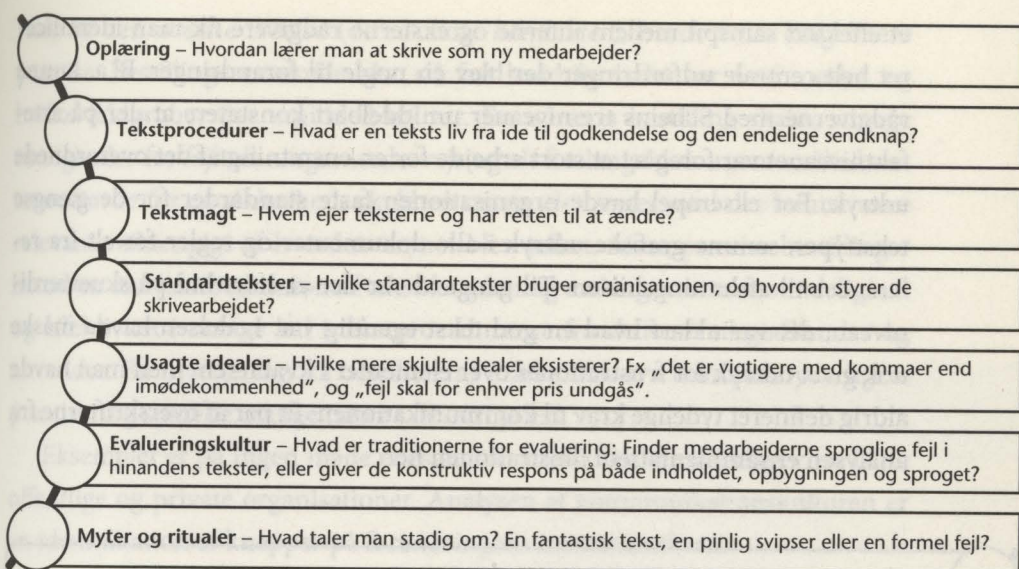 Oplæring – Hvordan lærer man at skrive som ny medarbejder?
Tekstprocedurer – Hvad er en teksts liv fra ide til godkendelse og den endelige sendknap?
Tekstmagt – Hvem ejer teksterne og har retten til at ændre?
Standardtekster – Hvilke standardtekster bruger organisationen, og hvordan styrer de
skrivearbejdet?
Usagte idealer – Hvilke mere skjulte idealer eksisterer? Fx „det er vigtigere med kommaer end
imødekommenhed“, og „fejl skal for enhver pris undgås“.
Evalueringskultur – Hvad er traditionerne for evaluering: Finder medarbejderne sproglige fejl i
hinandens tekster, eller giver de konstruktiv respons på både indholdet, opbygningen og sproget?
Myter og ritualer – Hvad taler man stadig om? En fantastisk tekst, en pinlig svipser eller en formel fejl?